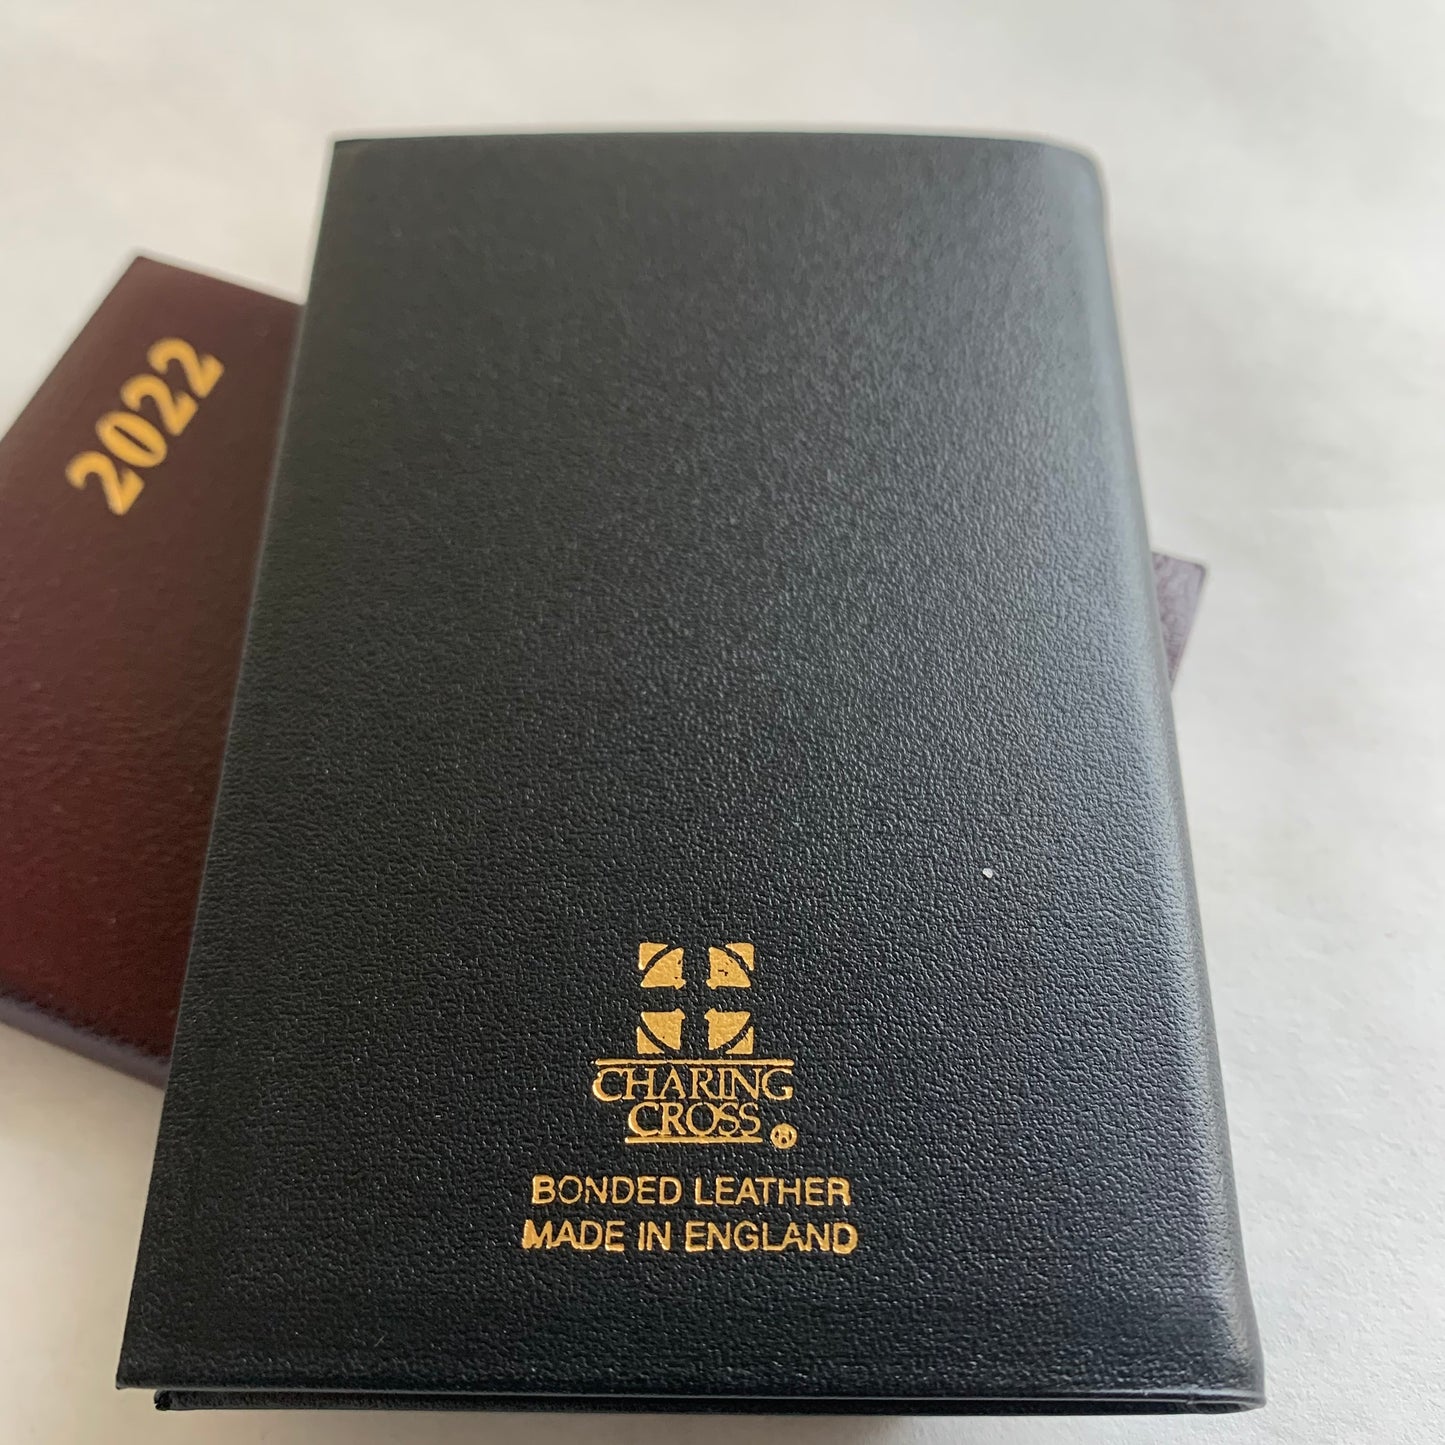 2022
CHARING
CROSS ®
BONDED LEATHER
MADE IN ENGLAND